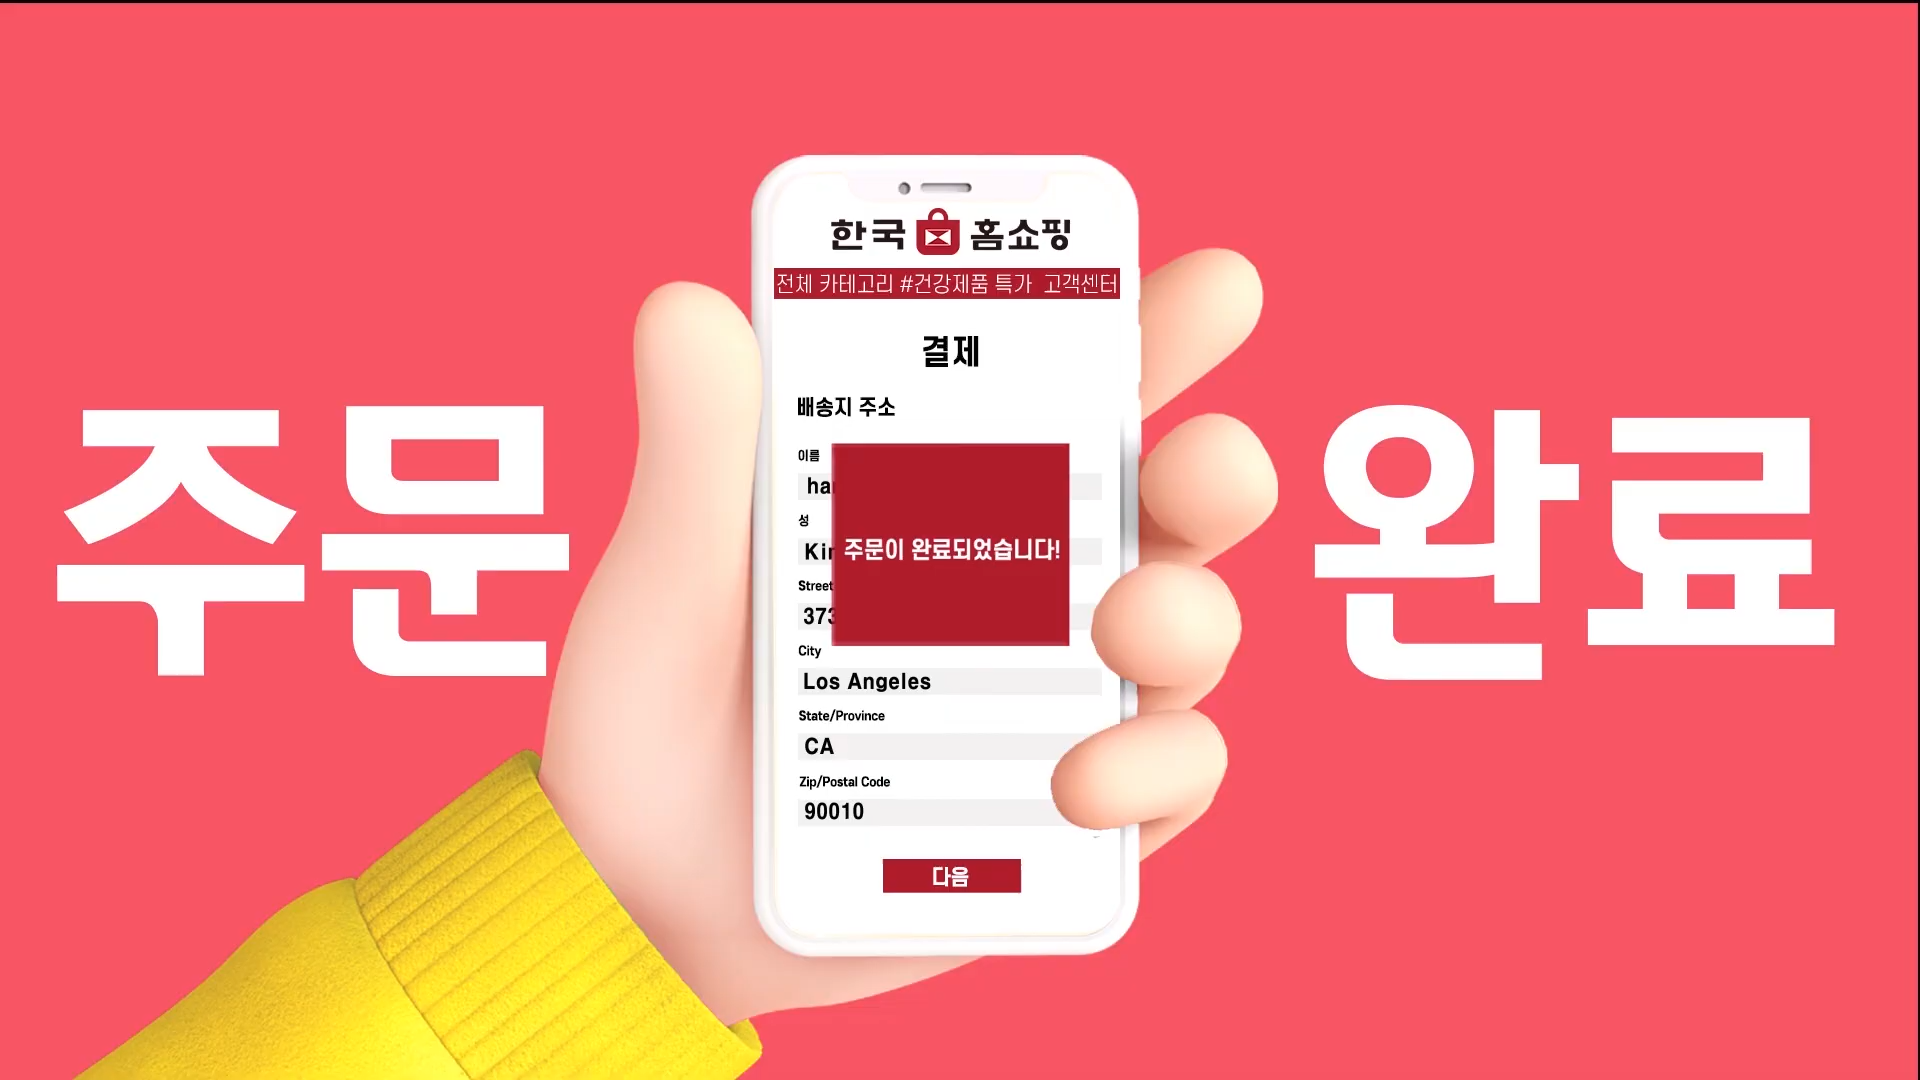 주문 완료
한국 홈쇼핑
전체 카테고리 #건강제품 특가 고객센터
결제
배송지 주소
이름
성
주문이 완료되었습니다!
Street
373
City
Los Angeles
State/Province
CA
Zip/Postal Code
90010
다음